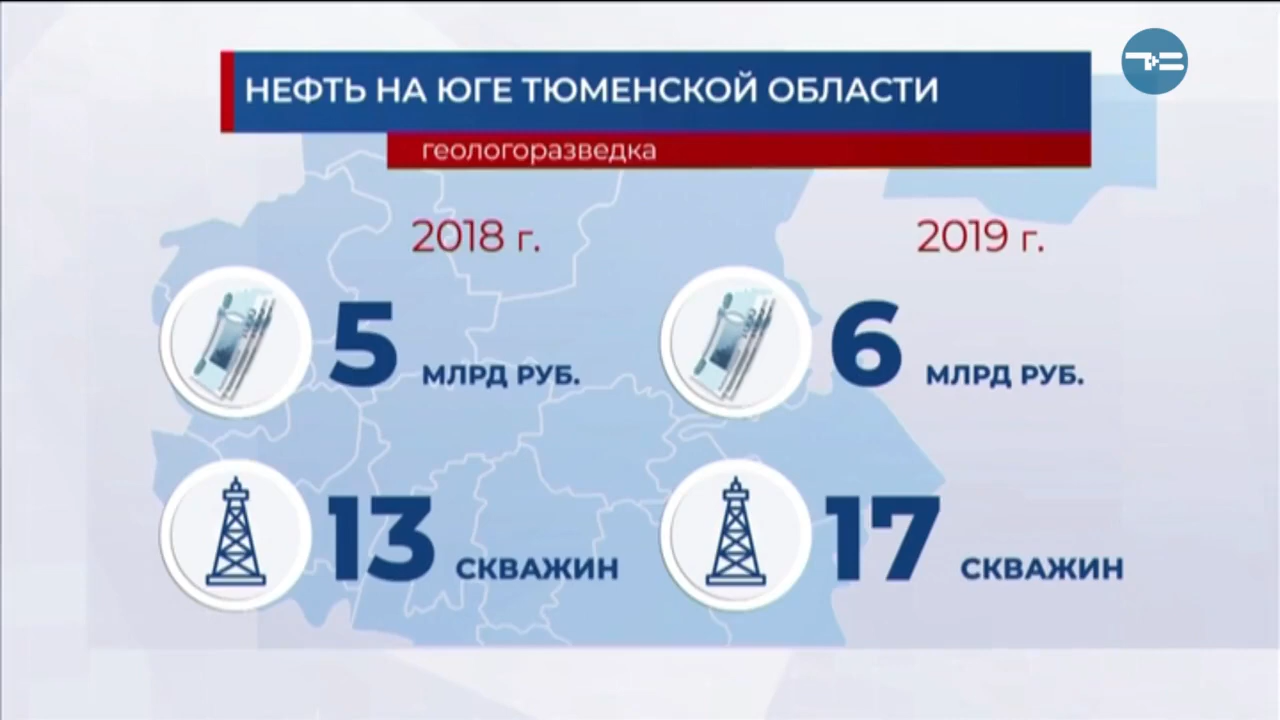 НЕФТЬ НА ЮГЕ ТЮМЕНСКОЙ ОБЛАСТИ
геологоразведка
2018 г.
2019 г.
5 МЛРД РУБ.
6 МЛРД РУБ.
13 СКВАЖИН
17 СКВАЖИН